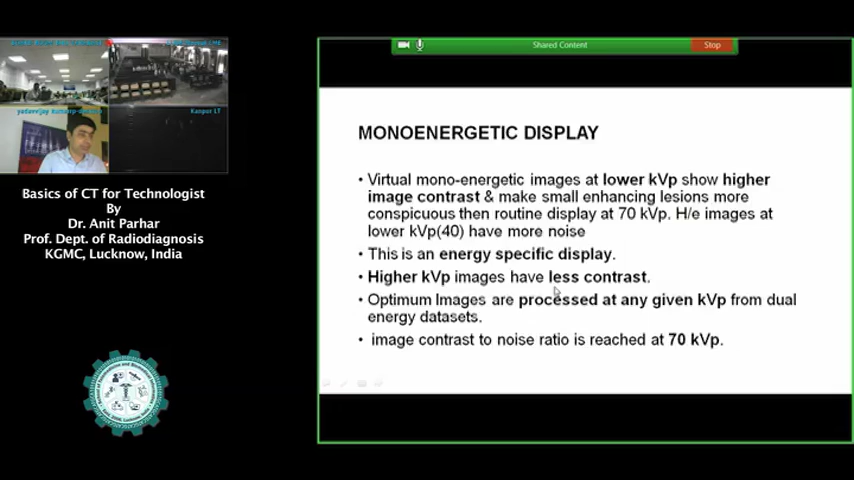 Shared Content
Stop
Kanpur LT
Basics of CT for Technologist
By
Dr. Anit Parhar
Prof. Dept. of Radiodiagnosis
KGMC, Lucknow, India
MONOENERGETIC DISPLAY
• Virtual mono-energetic images at lower kVp show higher
image contrast & make small enhancing lesions more
conspicuous then routine display at 70 kVp. H/e images at
lower kVp(40) have more noise
• This is an energy specific display.
• Higher kVp images have less contrast.
• Optimum Images are processed at any given kVp from dual
energy datasets.
• image contrast to noise ratio is reached at 70 kVp.